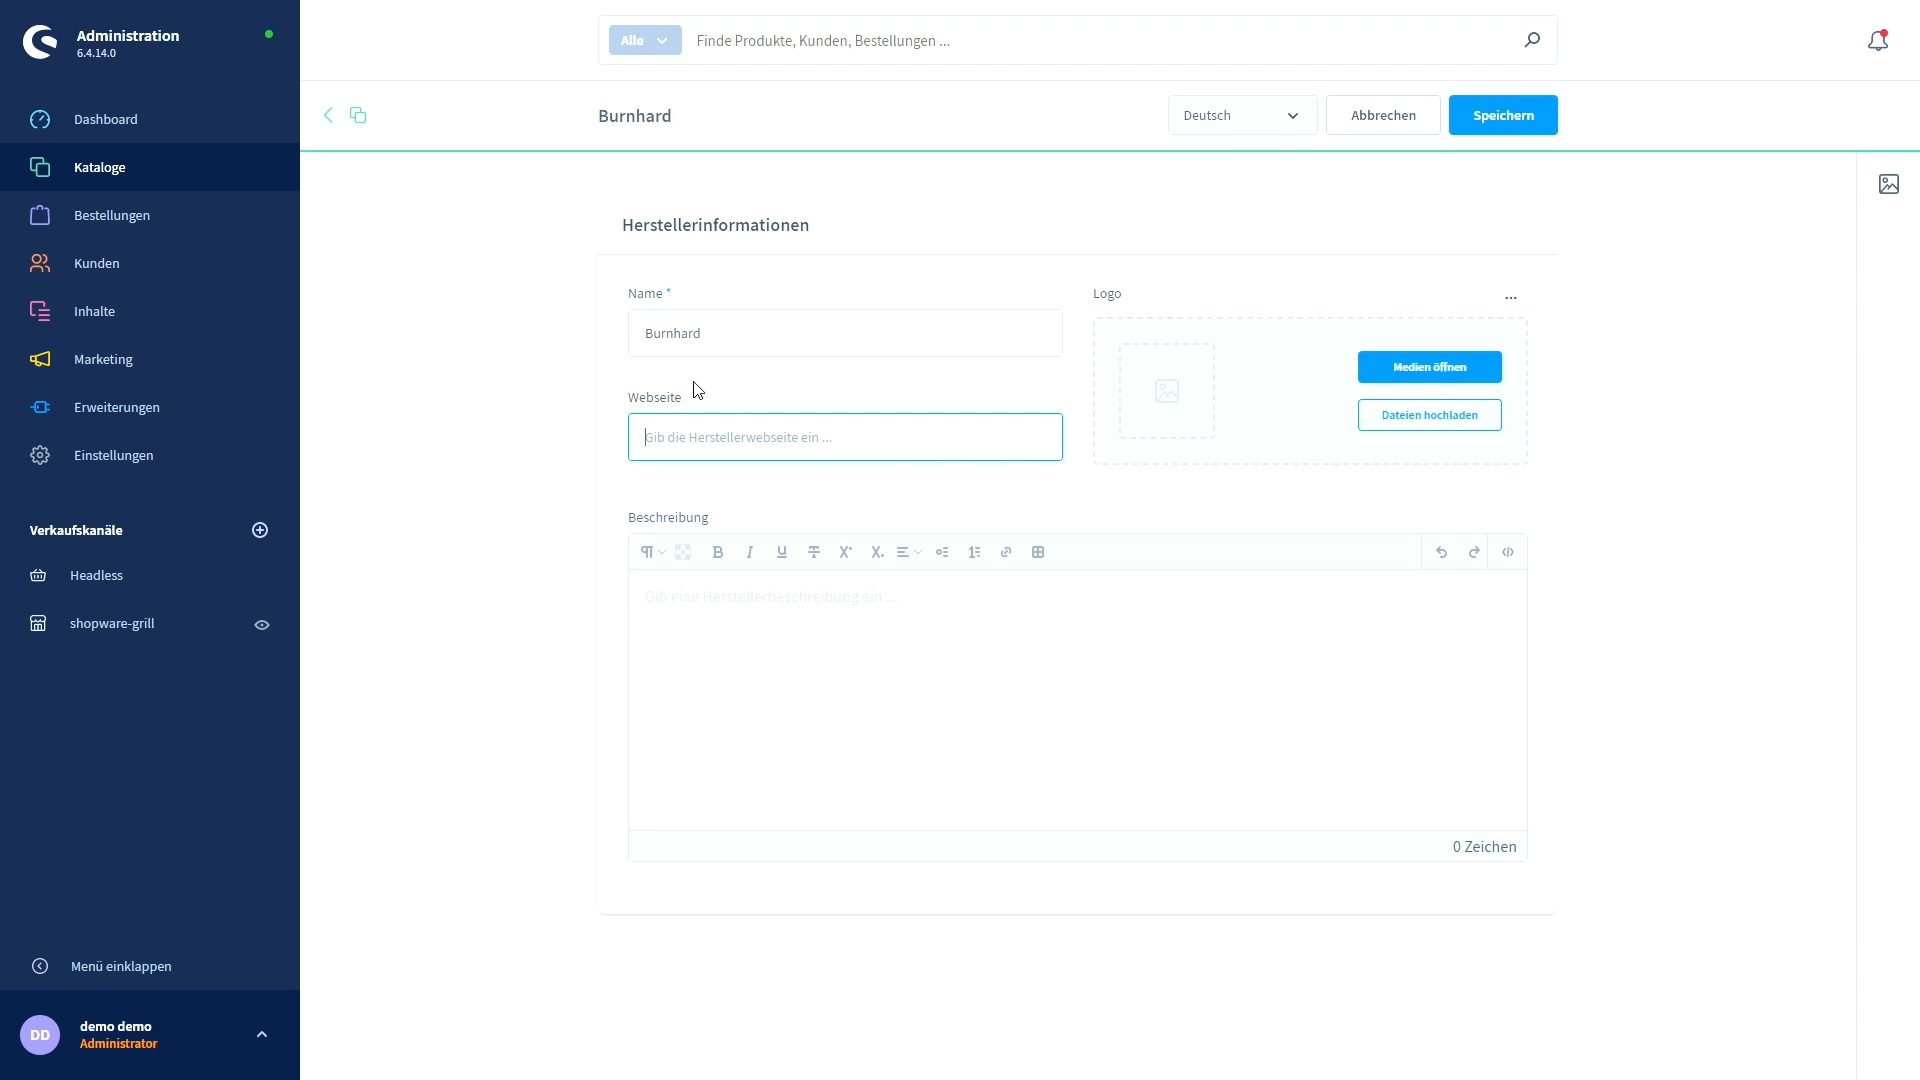 Administration
6.4.14.0
Dashboard
Kataloge
Bestellungen
Kunden
Inhalte
Marketing
Erweiterungen
Einstellungen
Verkaufskanäle
Headless
shopware-grill
Menü einklappen
DD
demo demo
Administrator
Alle
Finde Produkte, Kunden, Bestellungen ...
Burnhard
Deutsch
Abbrechen
Speichern
Herstellerinformationen
Name *
Burnhard
Webseite
Gib die Herstellerwebseite ein ...
Logo
...
Medien öffnen
Dateien hochladen
Beschreibung
Gib eine Herstellerbeschreibung ein ...
0 Zeichen